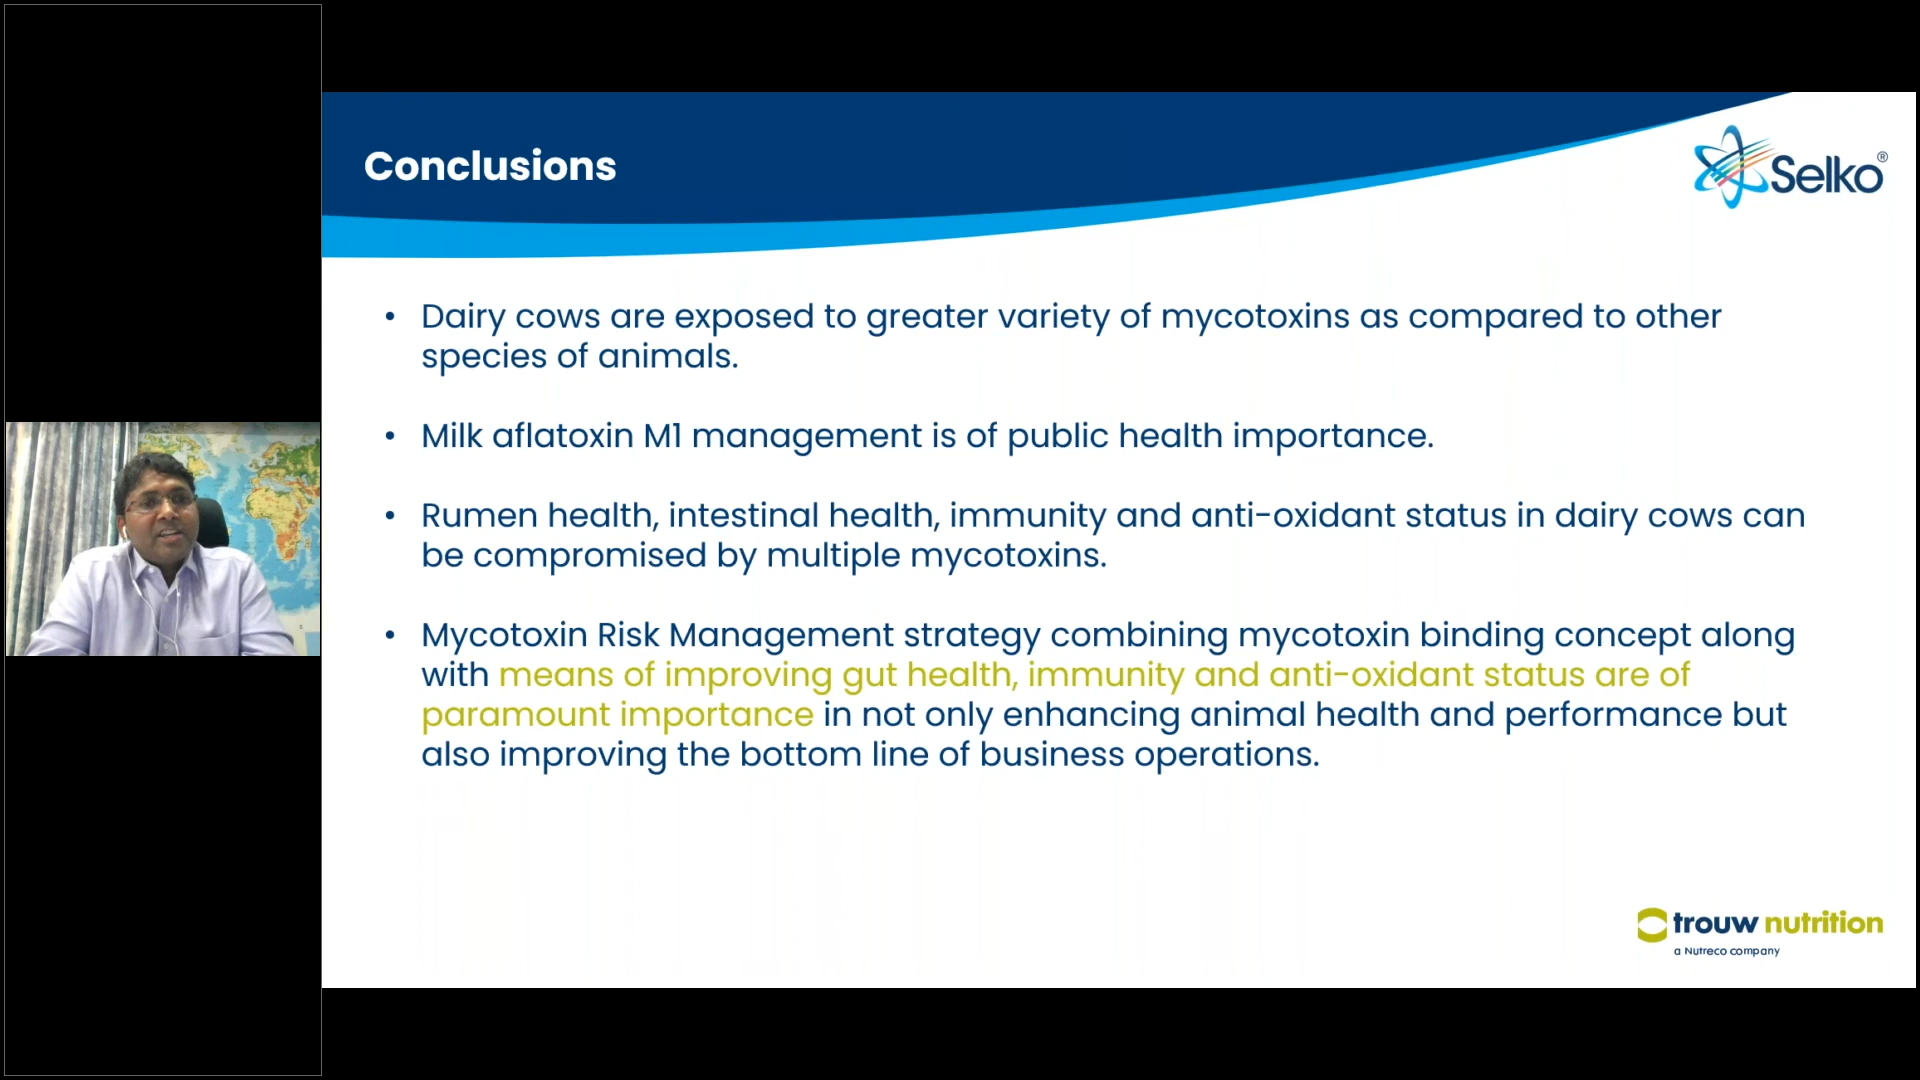 Conclusions
Selko®
• Dairy cows are exposed to greater variety of mycotoxins as compared to other
species of animals.
• Milk aflatoxin M1 management is of public health importance.
• Rumen health, intestinal health, immunity and anti-oxidant status in dairy cows can
be compromised by multiple mycotoxins.
• Mycotoxin Risk Management strategy combining mycotoxin binding concept along
with means of improving gut health, immunity and anti-oxidant status are of
paramount importance in not only enhancing animal health and performance but
also improving the bottom line of business operations.
trouw nutrition
a Nutreco company